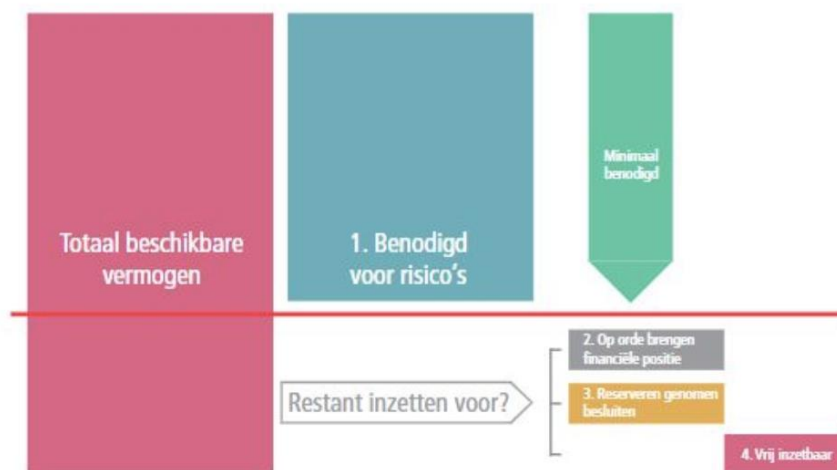 Minimaal
benodigd
Totaal beschikbare
vermogen
1. Benodigd
voor risico's
2. Op orde brengen
financiële positie
Restant inzetten voor?
3. Reserveren genomen
besluiten
4. Vrij inzetbaar